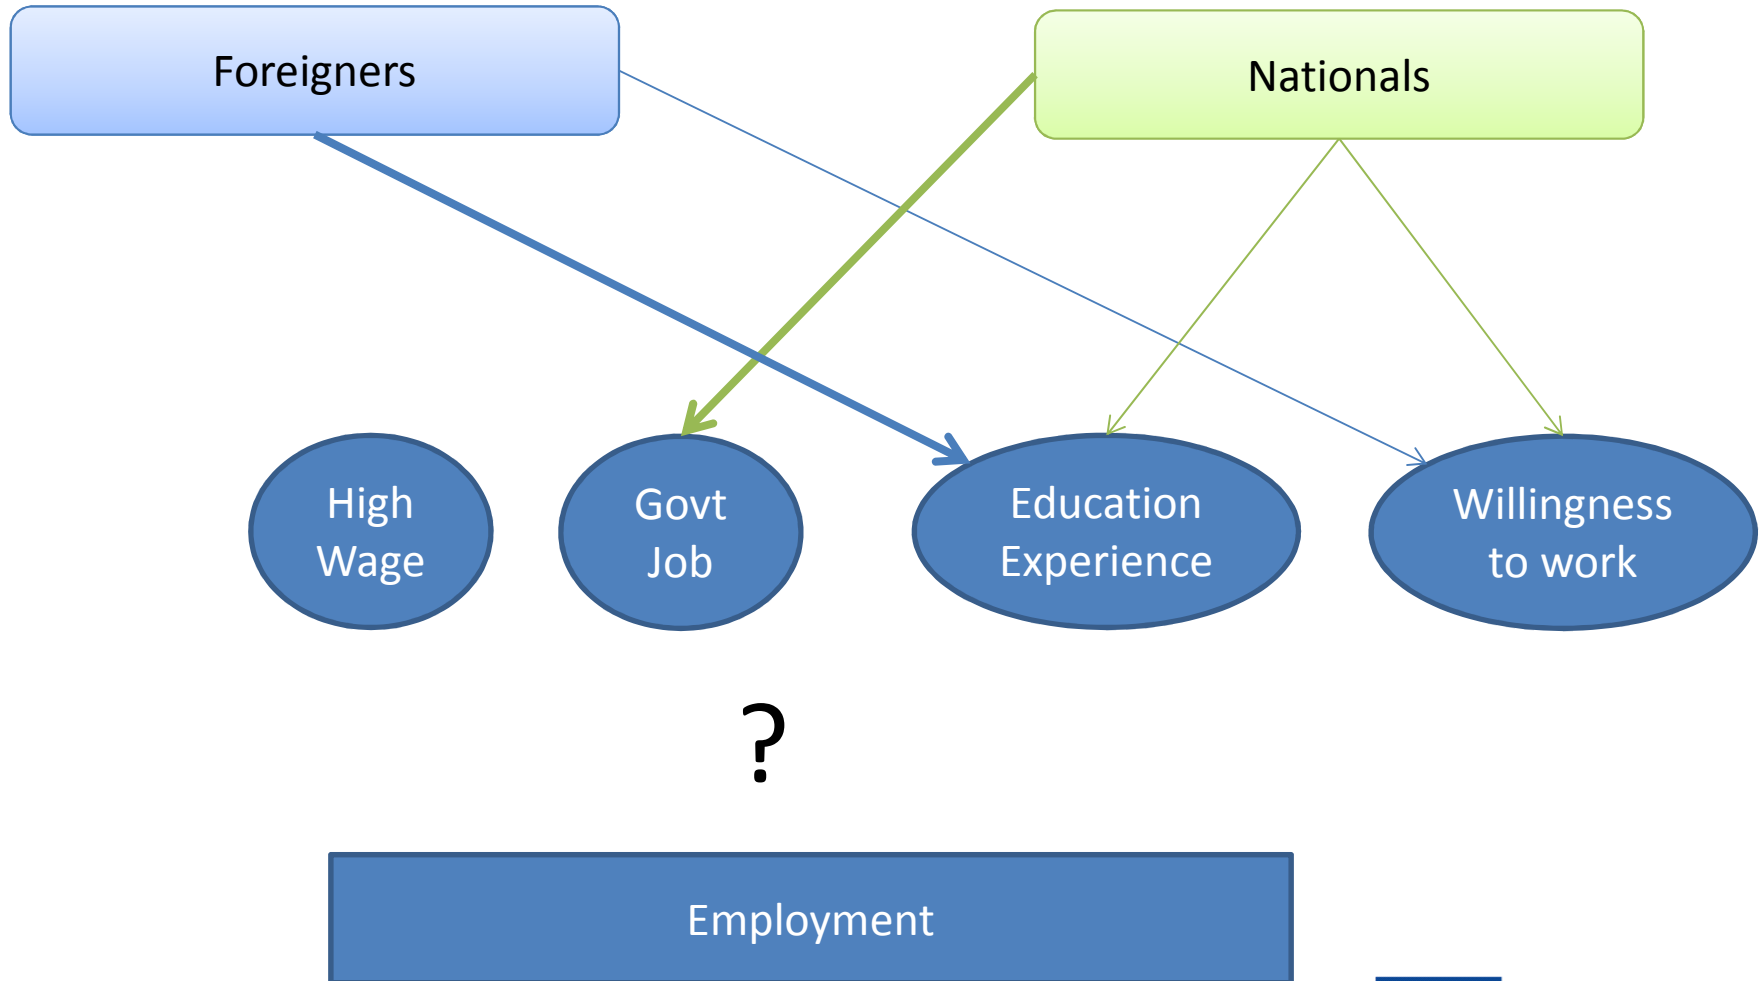 Foreigners
Nationals
High
Wage
Govt
Job
Education
Experience
Willingness
to work
?
Employment